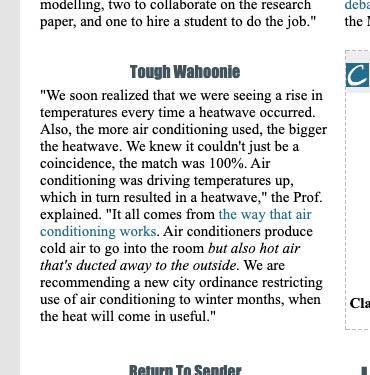 modelling, two to collaborate on the research
paper, and one to hire a student to do the job."
deba
the M
Tough Wahoonie
"We soon realized that we were seeing a rise in
temperatures every time a heatwave occurred.
Also, the more air conditioning used, the bigger
the heatwave. We knew it couldn't just be a
coincidence, the match was 100%. Air
conditioning was driving temperatures up,
which in turn resulted in a heatwave," the Prof.
explained. "It all comes from the way that air
conditioning works. Air conditioners produce
cold air to go into the room but also hot air
that's ducted away to the outside. We are
recommending a new city ordinance restricting
use of air conditioning to winter months, when
the heat will come in useful."
C
Cla
Return To Sender